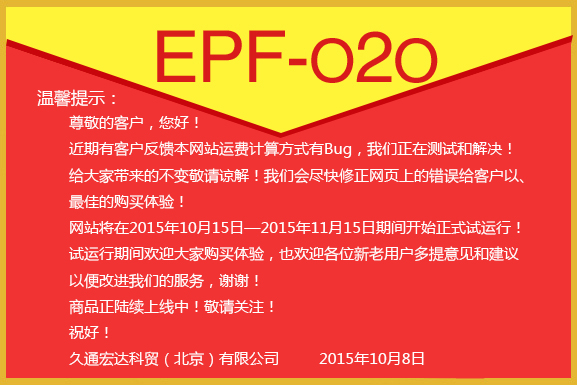 EPF-O2O
温馨提示：
尊敬的客户，您好！
近期有客户反馈本网站运费计算方式有Bug，我们正在测试和解决！
给大家带来的不变敬请谅解！我们会尽快修正网页上的错误给客户以、
最佳的购买体验！
网站将在2015年10月15日—2015年11月15日期间开始正式试运行！
试运行期间欢迎大家购买体验，也欢迎各位新老用户多提意见和建议
以便改进我们的服务，谢谢！
商品正陆续上线中！敬请关注！
祝好！
久通宏达科贸（北京）有限公司 2015年10月8日